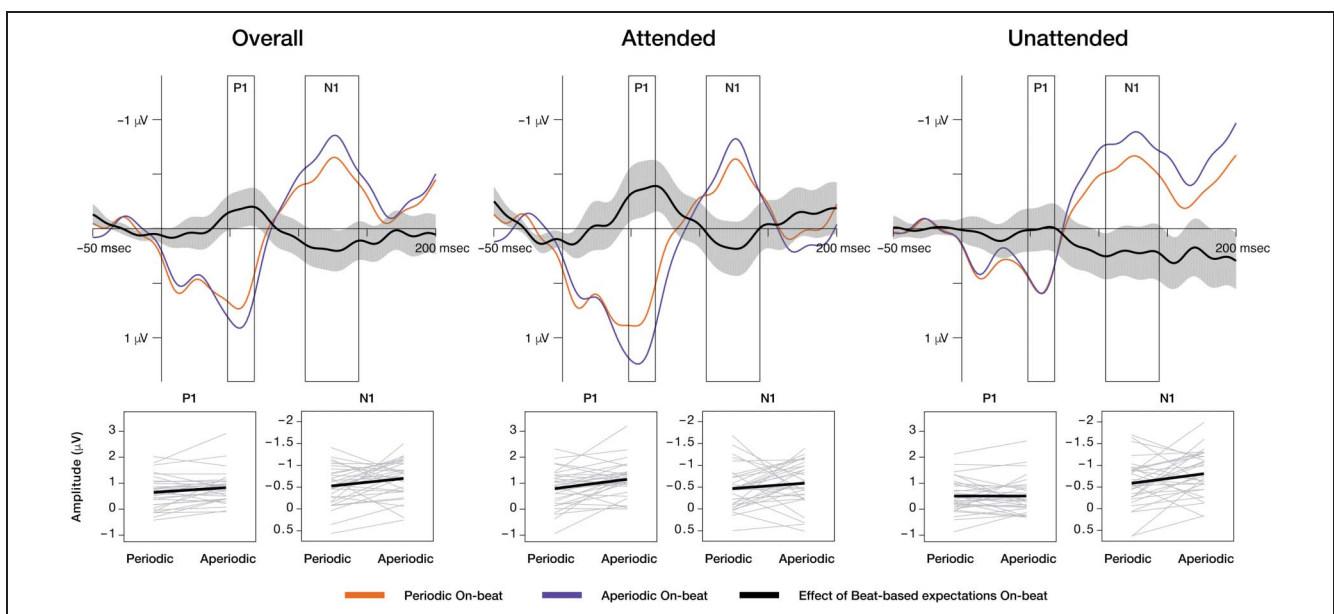 Overall Attended Unattended
P1 N1 P1 N1 P1 N1
−1 μV −1 μV −1 μV
−50 msec 200 msec −50 msec 200 msec −50 msec 200 msec
1 μV 1 μV 1 μV
P1 N1 P1 N1 P1 N1
Amplitude (μV)
3 2 1 0 −1
−2 −1.5 −1 −0.5 0 0.5
3 2 1 0 −1
−2 −1.5 −1 −0.5 0 0.5
3 2 1 0 −1
−2 −1.5 −1 −0.5 0 0.5
Periodic Aperiodic Periodic Aperiodic Periodic Aperiodic Periodic Aperiodic Periodic Aperiodic Periodic Aperiodic
Periodic On-beat Aperiodic On-beat Effect of Beat-based expectations On-beat